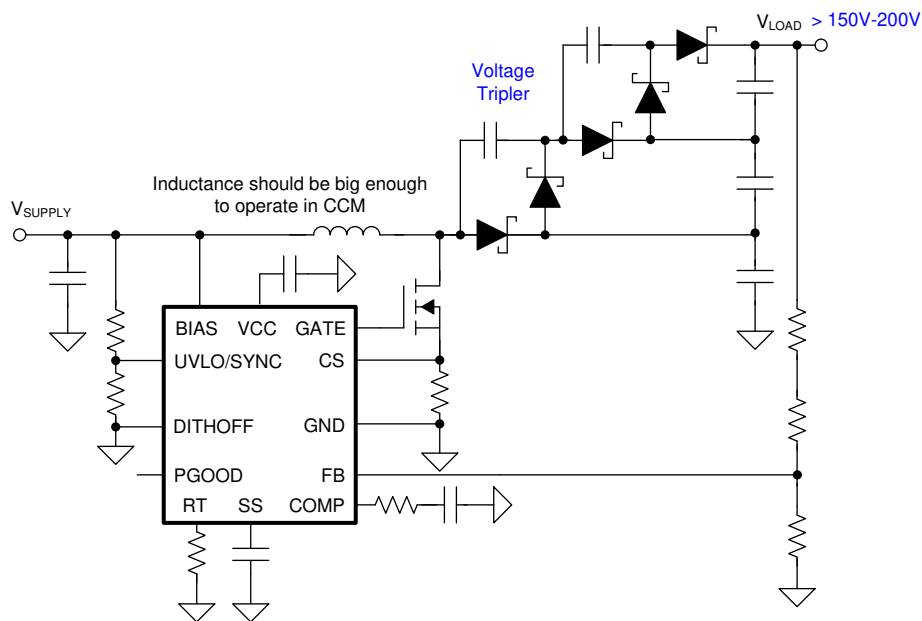 VLOAD > 150V-200V
Voltage
Tripler
Inductance should be big enough
to operate in CCM
VSUPPLY
BIAS VCC GATE
UVLO/SYNC CS
DITHOFF GND
PGOOD FB
RT SS COMP